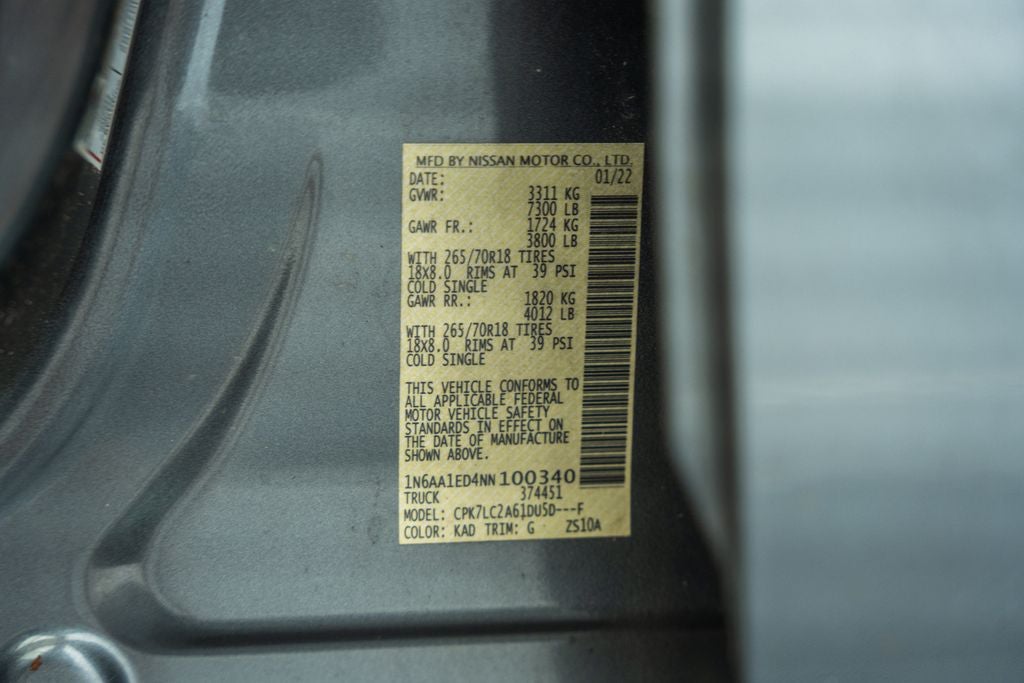 MFD BY NISSAN MOTOR CO., LTD.
DATE: 01/22
GVWR: 3311 KG
7300 LB
GAWR FR.: 1724 KG
3800 LB
WITH 265/70R18 TIRES
18X8.0 RIMS AT 39 PSI
COLD SINGLE
GAWR RR.: 1820 KG
4012 LB
WITH 265/70R18 TIRES
18X8.0 RIMS AT 39 PSI
COLD SINGLE
THIS VEHICLE CONFORMS TO
ALL APPLICABLE FEDERAL
MOTOR VEHICLE SAFETY
STANDARDS IN EFFECT ON
THE DATE OF MANUFACTURE
SHOWN ABOVE.
1N6AA1ED4NN100340
TRUCK 374451
MODEL: CPK7LC2A61DU5D---F
COLOR: KAD TRIM: G ZS10A